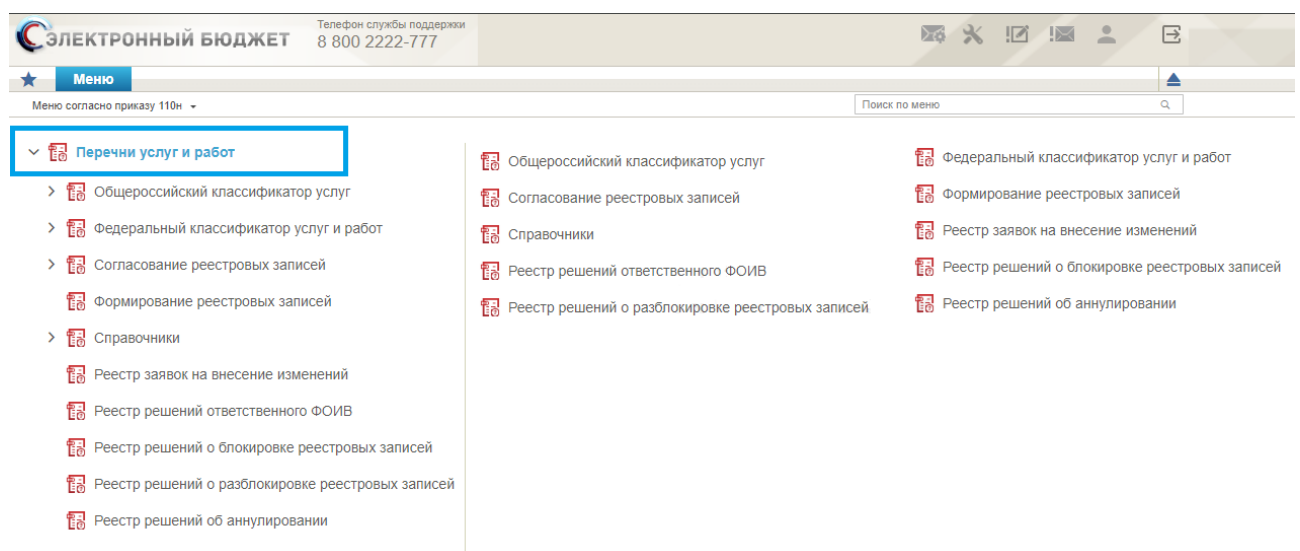 ЭЛЕКТРОННЫЙ БЮДЖЕТ
Телефон службы поддержки
8 800 2222-777
Меню
Меню согласно приказу 110н
Поиск по меню
Перечни услуг и работ
Общероссийский классификатор услуг
Федеральный классификатор услуг и работ
Согласование реестровых записей
Формирование реестровых записей
Справочники
Реестр заявок на внесение изменений
Реестр решений ответственного ФОИВ
Реестр решений о блокировке реестровых записей
Реестр решений о разблокировке реестровых записей
Реестр решений об аннулировании
Общероссийский классификатор услуг
Согласование реестровых записей
Справочники
Реестр решений ответственного ФОИВ
Реестр решений о разблокировке реестровых записей
Федеральный классификатор услуг и работ
Формирование реестровых записей
Реестр заявок на внесение изменений
Реестр решений о блокировке реестровых записей
Реестр решений об аннулировании